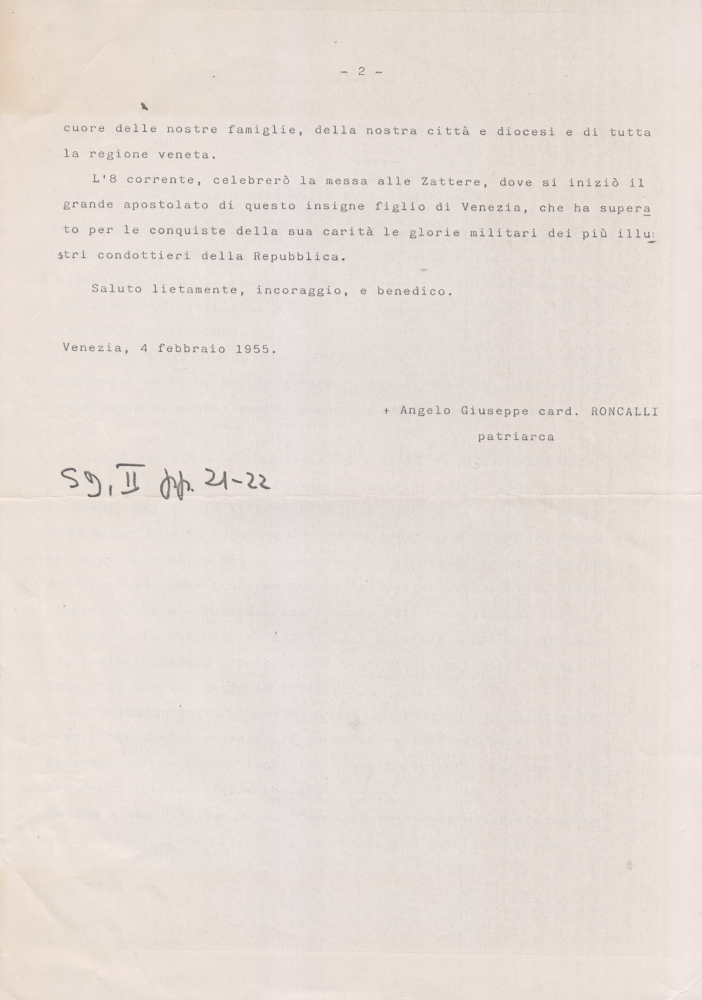 - 2 -
cuore delle nostre famiglie, della nostra città e diocesi e di tutta
la regione veneta.
L'8 corrente, celebrerò la messa alle Zattere, dove si iniziò il
grande apostolato di questo insigne figlio di Venezia, che ha supera
to per le conquiste della sua carità le glorie militari dei più illu
stri condottieri della Repubblica.
Saluto lietamente, incoraggio, e benedico.
Venezia, 4 febbraio 1955.
+ Angelo Giuseppe card. RONCALLI
patriarca
SD, II pp. 21-22